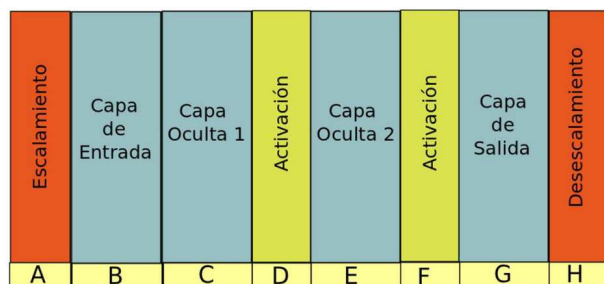 Escalamiento
Capa
de
Entrada
Capa
Oculta 1
Activación
Capa
Oculta 2
Activación
Capa
de
Salida
Desescalamiento
A B C D E F G H